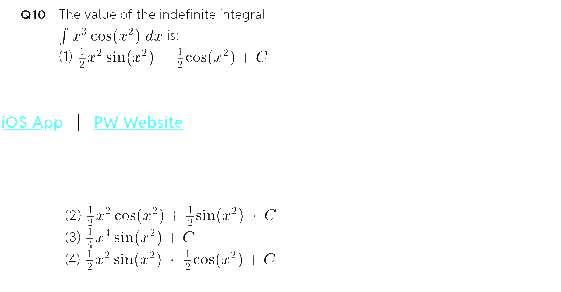 Q10 The value of the indefinite integral
∫ x³ cos(x²) dx is:
(1) ½x² sin(x²) ½cos(x²) + C
iOS App | PW Website
(2) ½x² cos(x²) + ½sin(x²) + C
(3) x⁴ sin(x²) + C
(4) ½x² sin(x²) ½cos(x²) + C